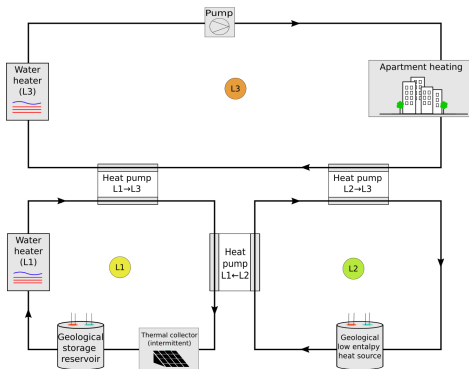 Pump
Water
heater
(L3)
L3
Apartment heating
Heat pump
L1→L3
Heat pump
L2→L3
Water
heater
(L1)
L1
Heat
pump
L1←L2
L2
Geological
storage
reservoir
Thermal collector
(intermittent)
Geological
low entalpy
heat source